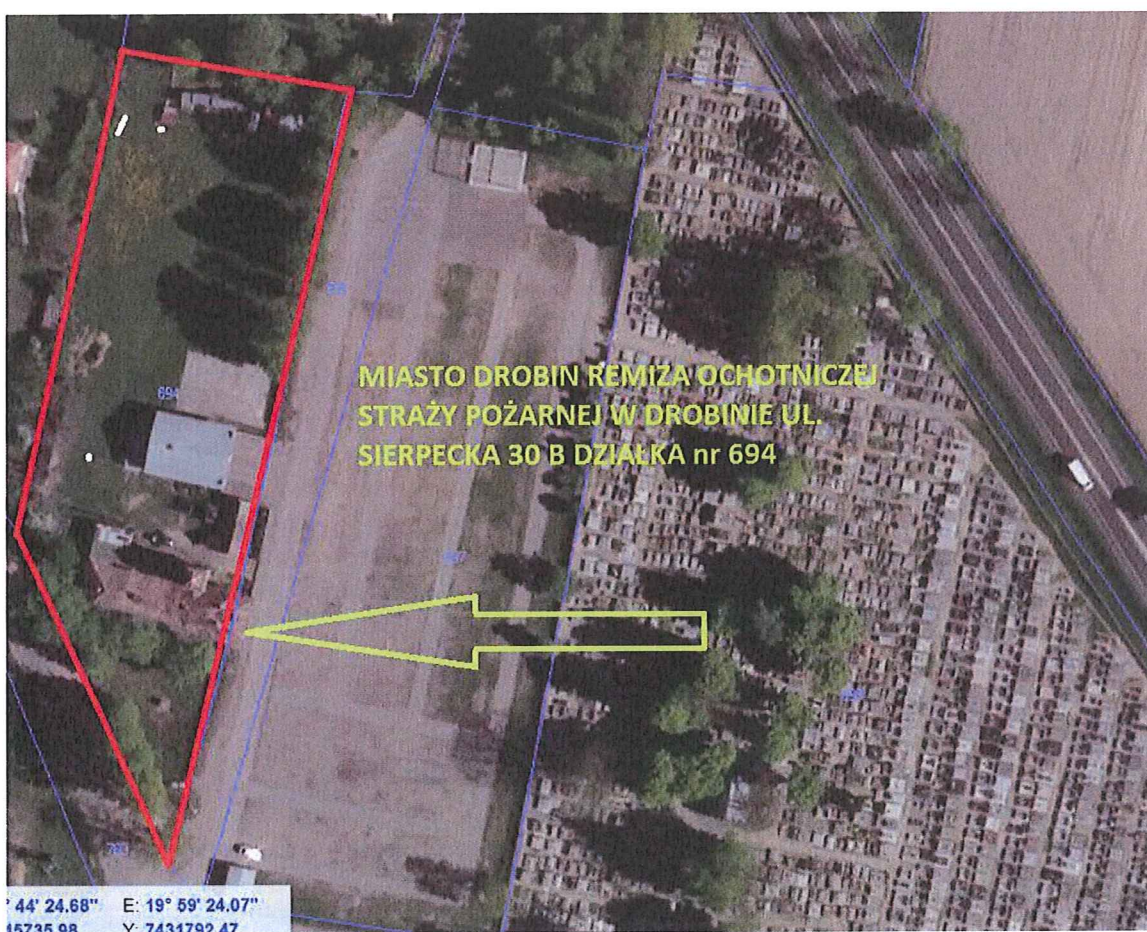 694
MIASTO DROBIN REMIZA OCHOTNICZEJ
STRAŻY POŻARNEJ W DROBINIE UL.
SIERPECKA 30 B DZIAŁKA nr 694
° 44' 24.68" E: 19° 59' 24.07"
15735.98 Y: 7431792.47